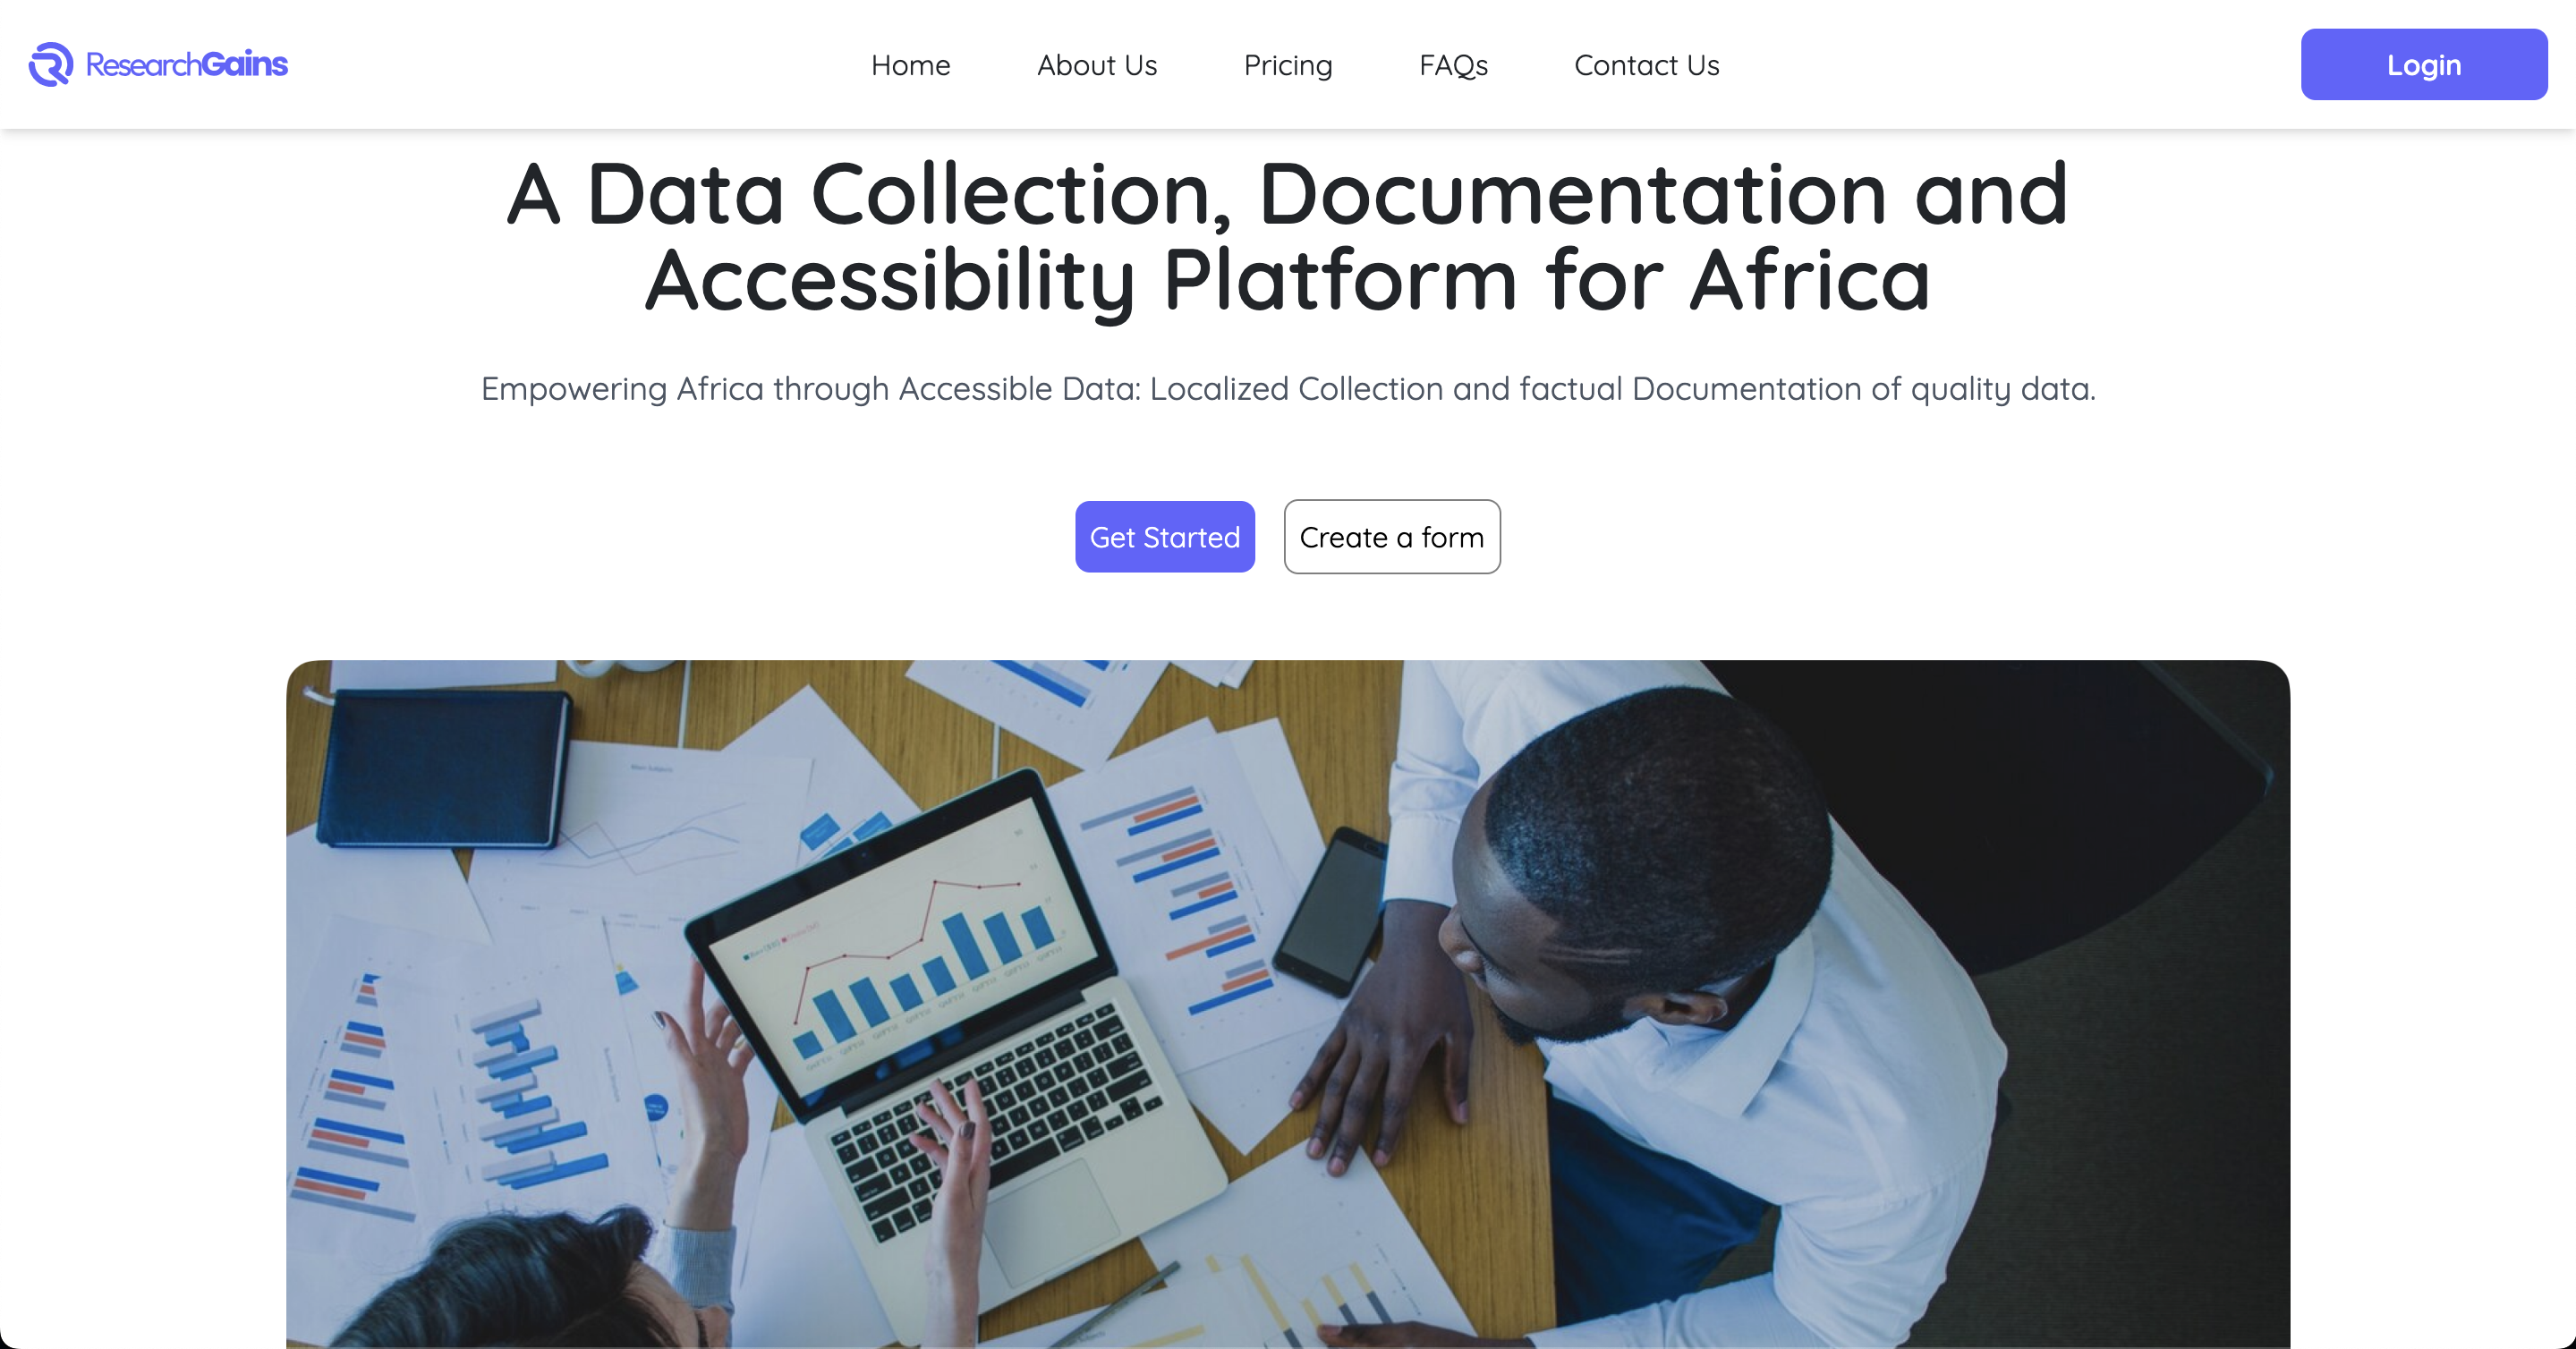 ResearchGains
Home
About Us
Pricing
FAQs
Contact Us
Login
A Data Collection, Documentation and
Accessibility Platform for Africa
Empowering Africa through Accessible Data: Localized Collection and factual Documentation of quality data.
Get Started
Create a form